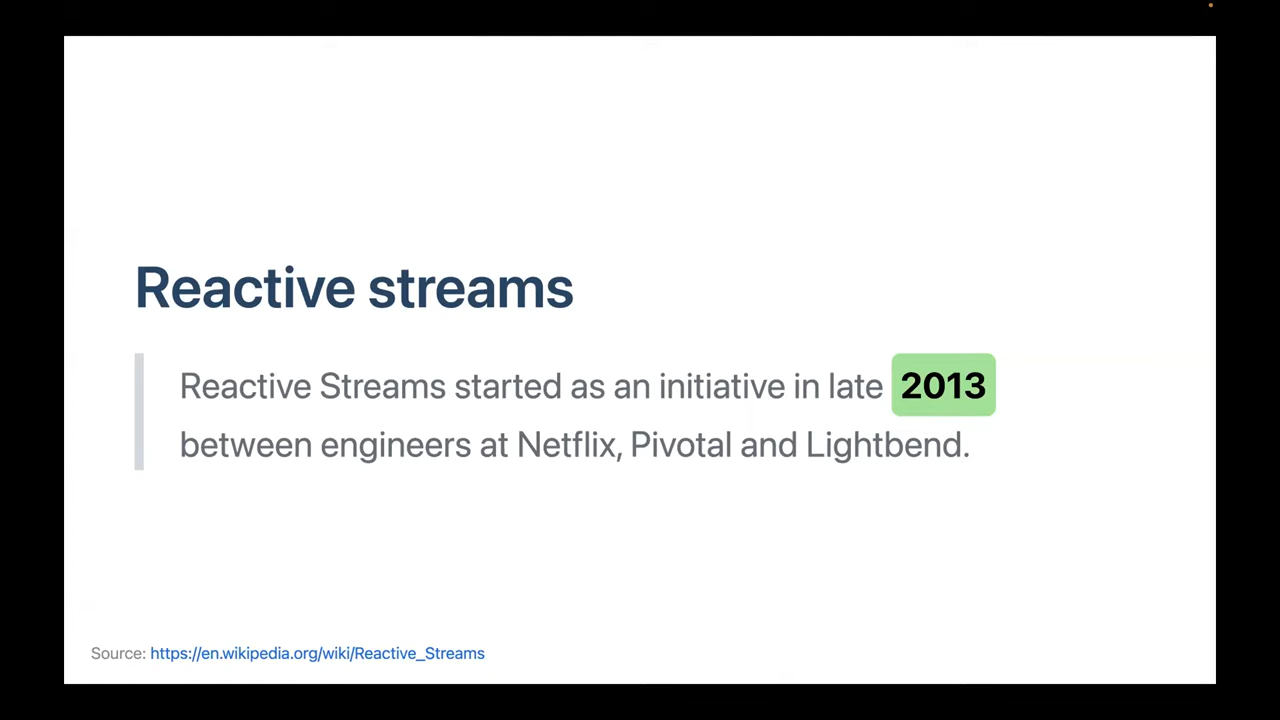 Reactive streams
Reactive Streams started as an initiative in late 2013
between engineers at Netflix, Pivotal and Lightbend.
Source: https://en.wikipedia.org/wiki/Reactive_Streams